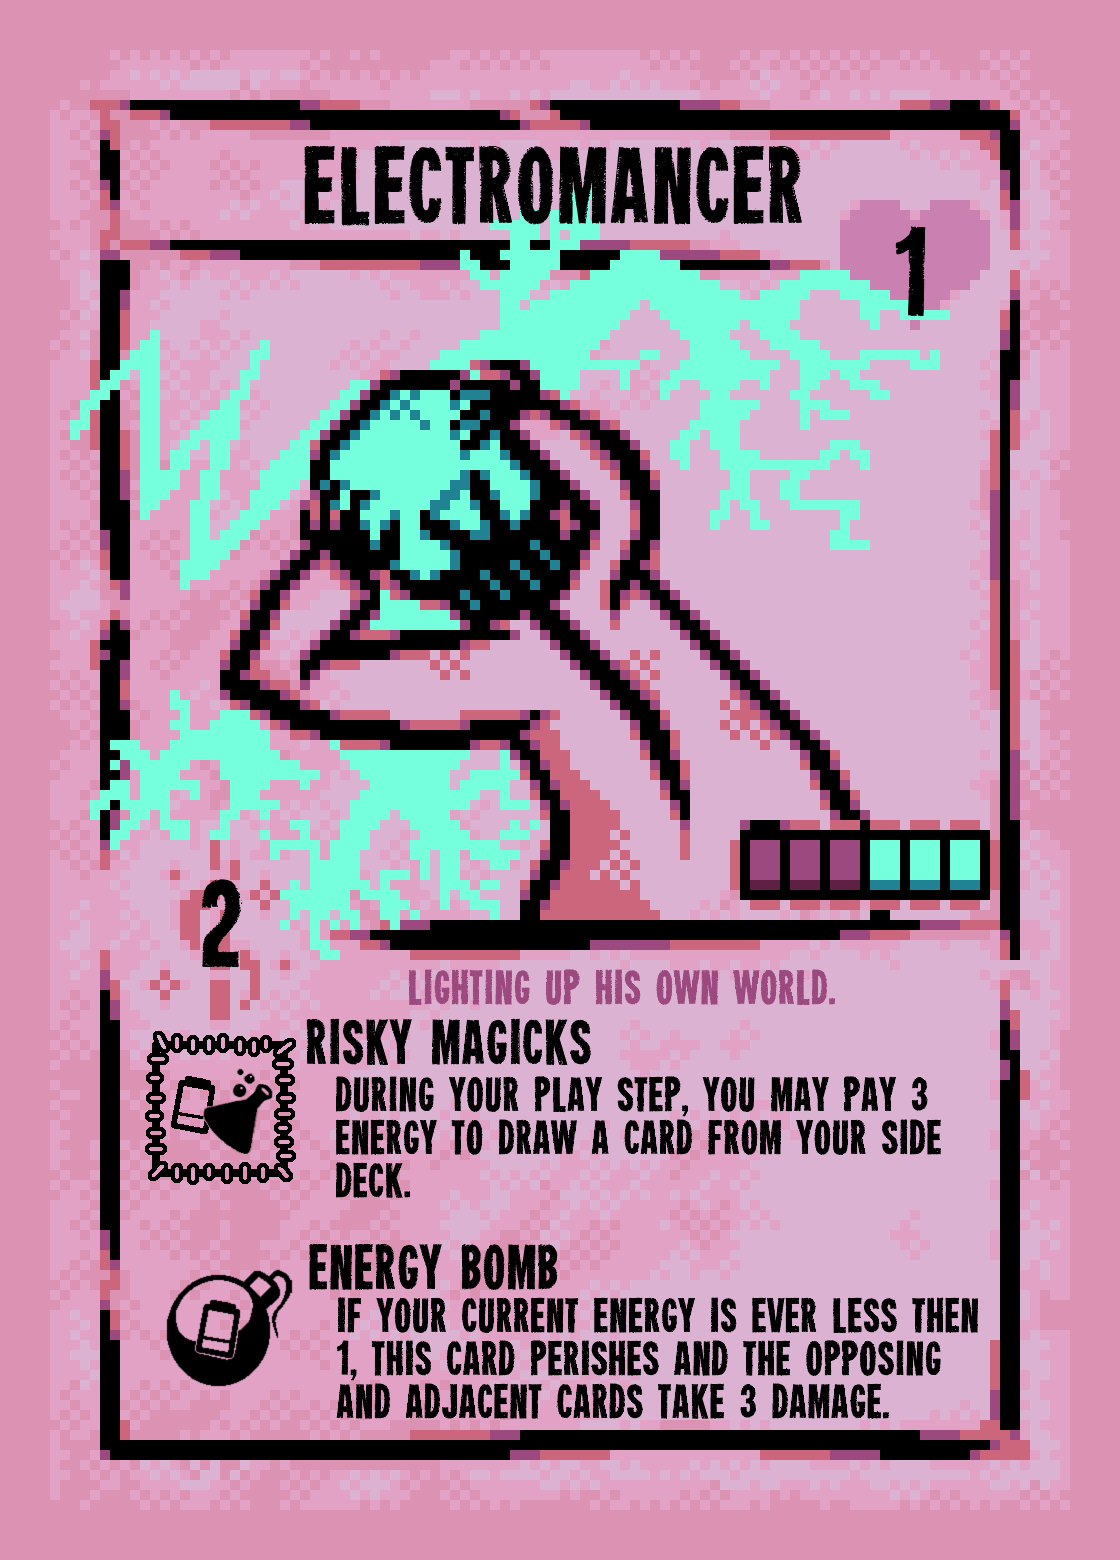 ELECTROMANCER
1
2
LIGHTING UP HIS OWN WORLD.
RISKY MAGICKS
DURING YOUR PLAY STEP, YOU MAY PAY 3
ENERGY TO DRAW A CARD FROM YOUR SIDE
DECK.
ENERGY BOMB
IF YOUR CURRENT ENERGY IS EVER LESS THEN
1, THIS CARD PERISHES AND THE OPPOSING
AND ADJACENT CARDS TAKE 3 DAMAGE.